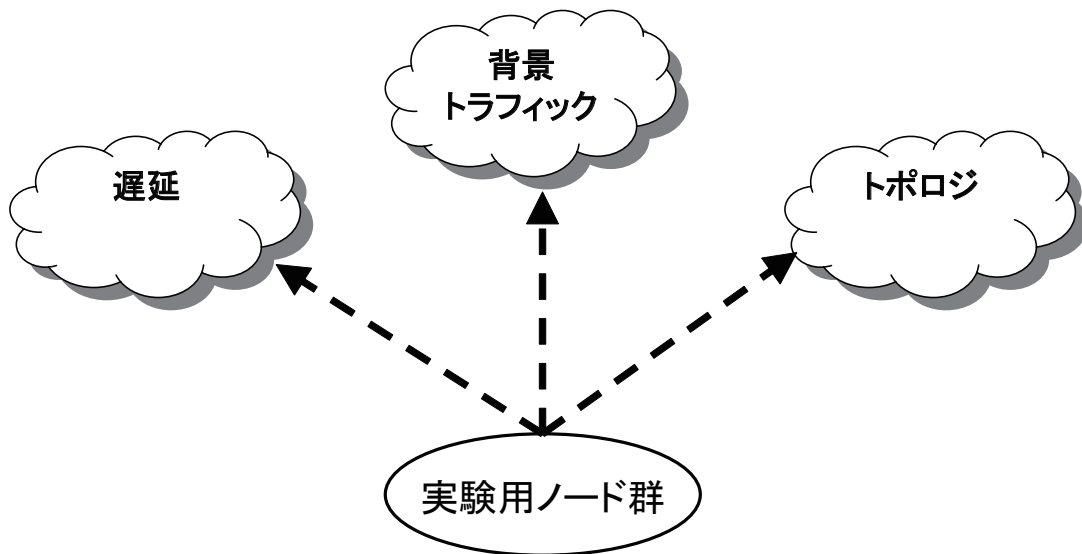 背景
トラフィック
遅延
トポロジ
実験用ノード群